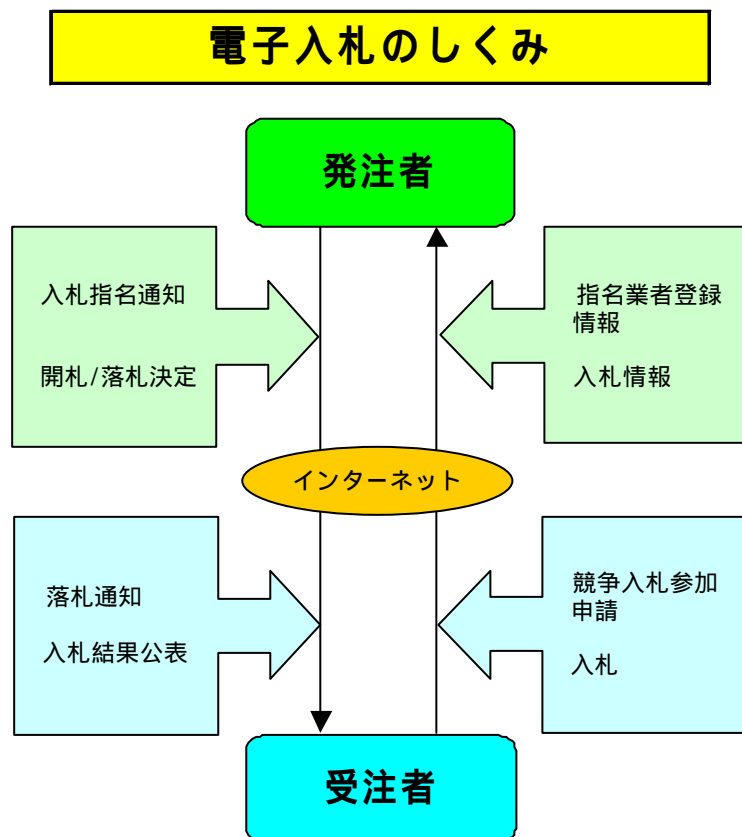 電子入札のしくみ
発注者
入札指名通知
開札/落札決定
指名業者登録
情報
入札情報
インターネット
落札通知
入札結果公表
競争入札参加
申請
入札
受注者